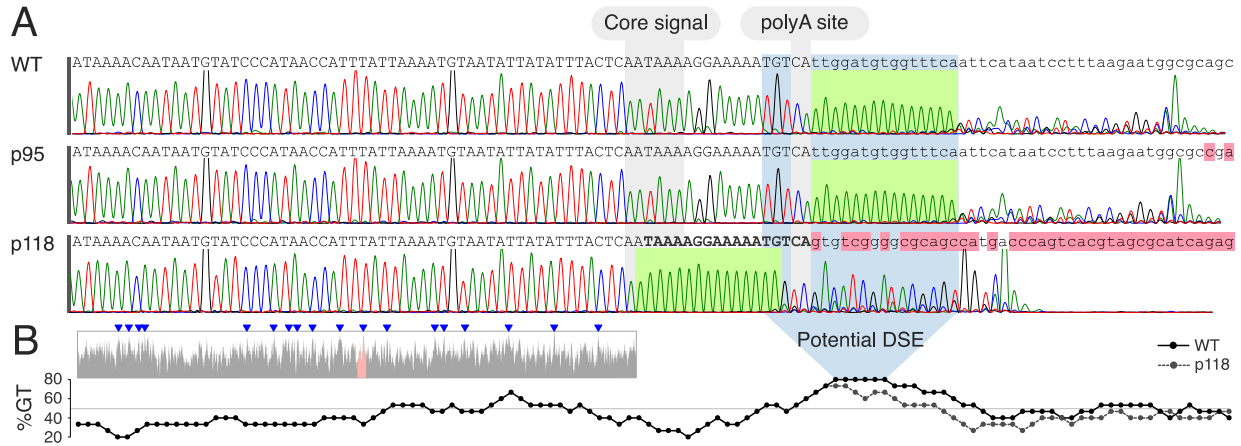 A
Core signal polyA site
WT
ATAAAACAATAATGTATCCCATAACCATTTATTAAAATGTAATATTATATTTACTCAATAAAAGGAAAAATGTCAttggatgtggtttcaattcataatcctttaagaatggcgcagc
p95
ATAAAACAATAATGTATCCCATAACCATTTATTAAAATGTAATATTATATTTACTCAATAAAAGGAAAAATGTCAttggatgtggtttcaattcataatcctttaagaatggcgccga
p118
ATAAAACAATAATGTATCCCATAACCATTTATTAAAATGTAATATTATATTTACTCAATAAAAGGAAAAATGTCAgtgtcggggcgcagccatgacccagtcacgtagcgcatcagag
B
Potential DSE
WT
p118
%GT
80
60
40
20